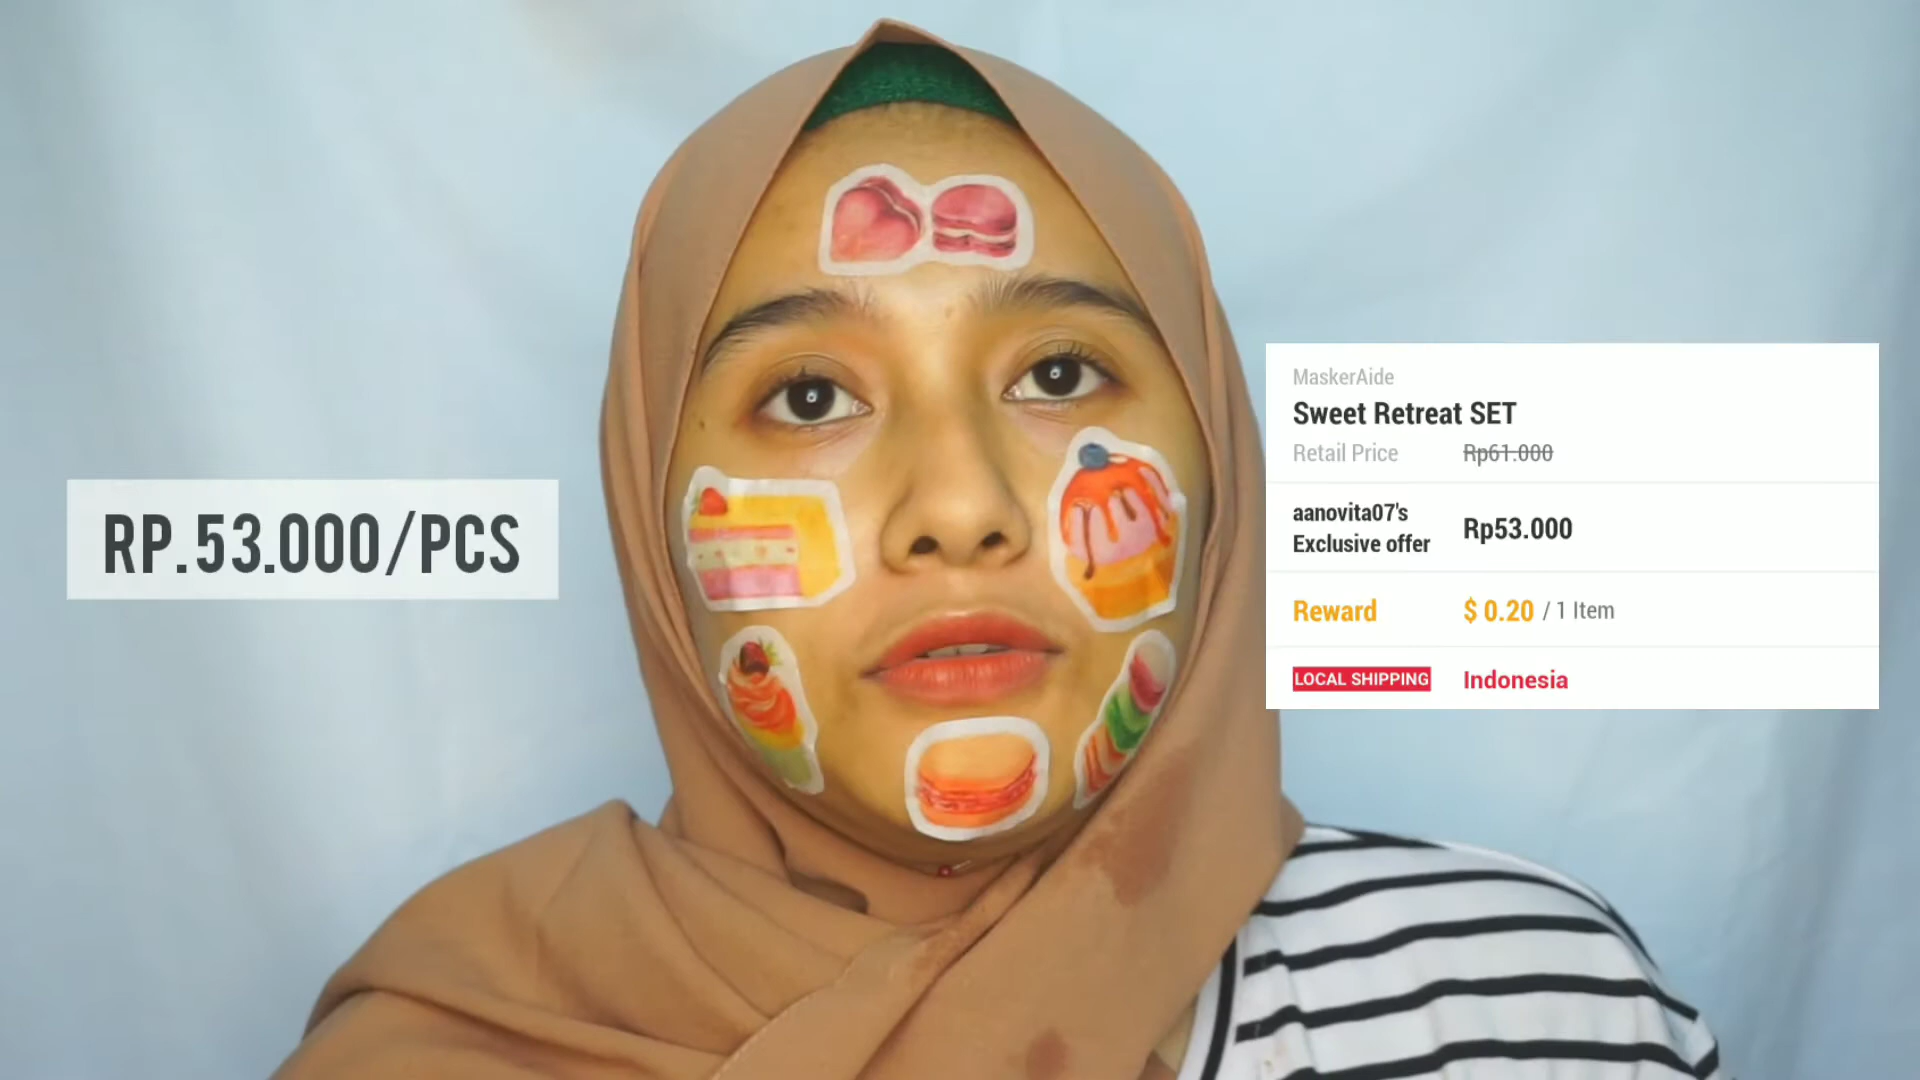 RP.53.000/PCS
MaskerAide
Sweet Retreat SET
Retail Price Rp61.000
aanovita07's
Exclusive offer Rp53.000
Reward $ 0.20 / 1 Item
LOCAL SHIPPING Indonesia